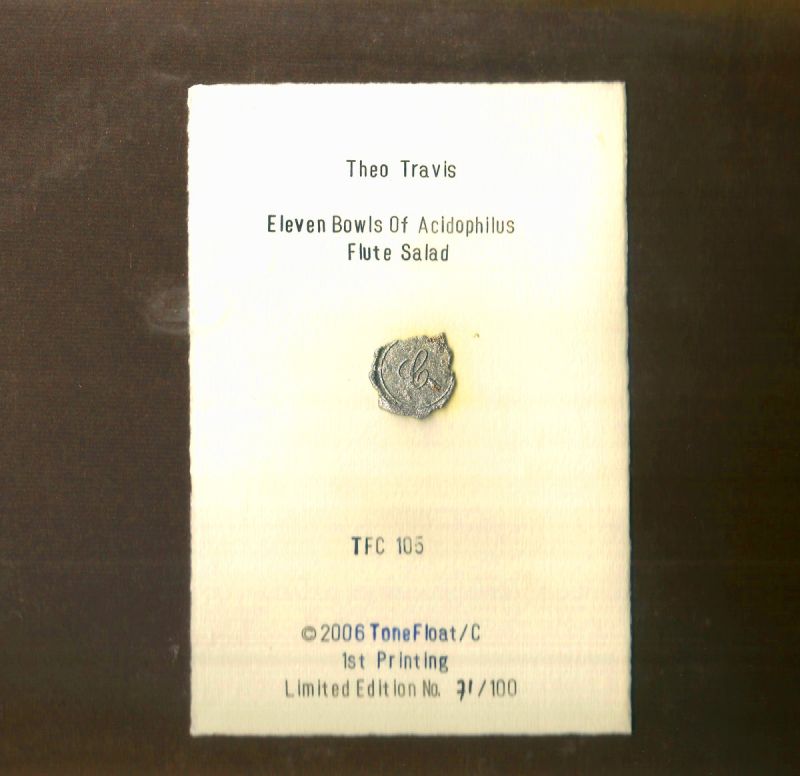 Theo Travis
Eleven Bowls Of Acidophilus
Flute Salad
C
TFC 105
©2006 ToneFloat/C
1st Printing
Limited Edition No. 71/100